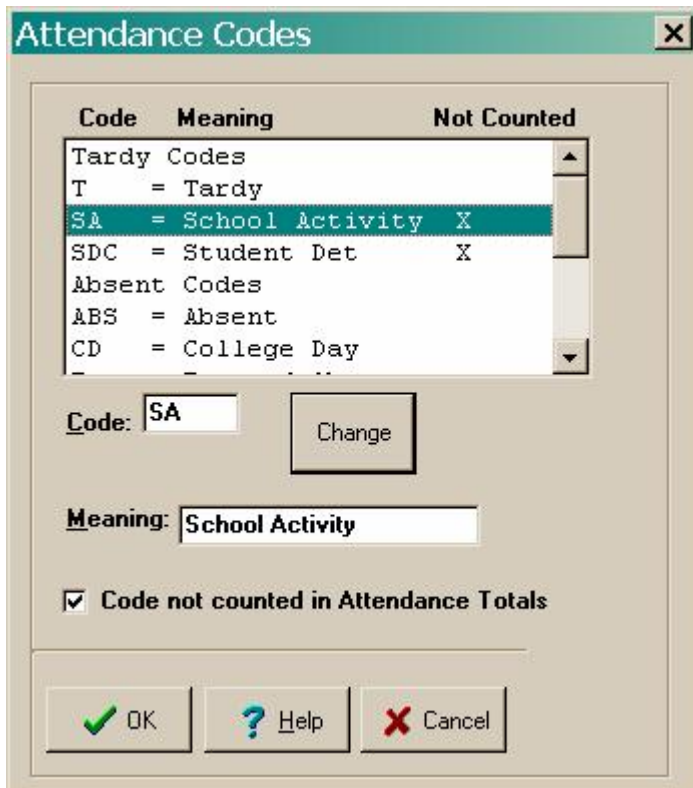 Attendance Codes
Code Meaning Not Counted
Tardy Codes
T = Tardy
SA = School Activity X
SDC = Student Det X
Absent Codes
ABS = Absent
CD = College Day
Code: SA
Change
Meaning: School Activity
Code not counted in Attendance Totals
OK Help Cancel